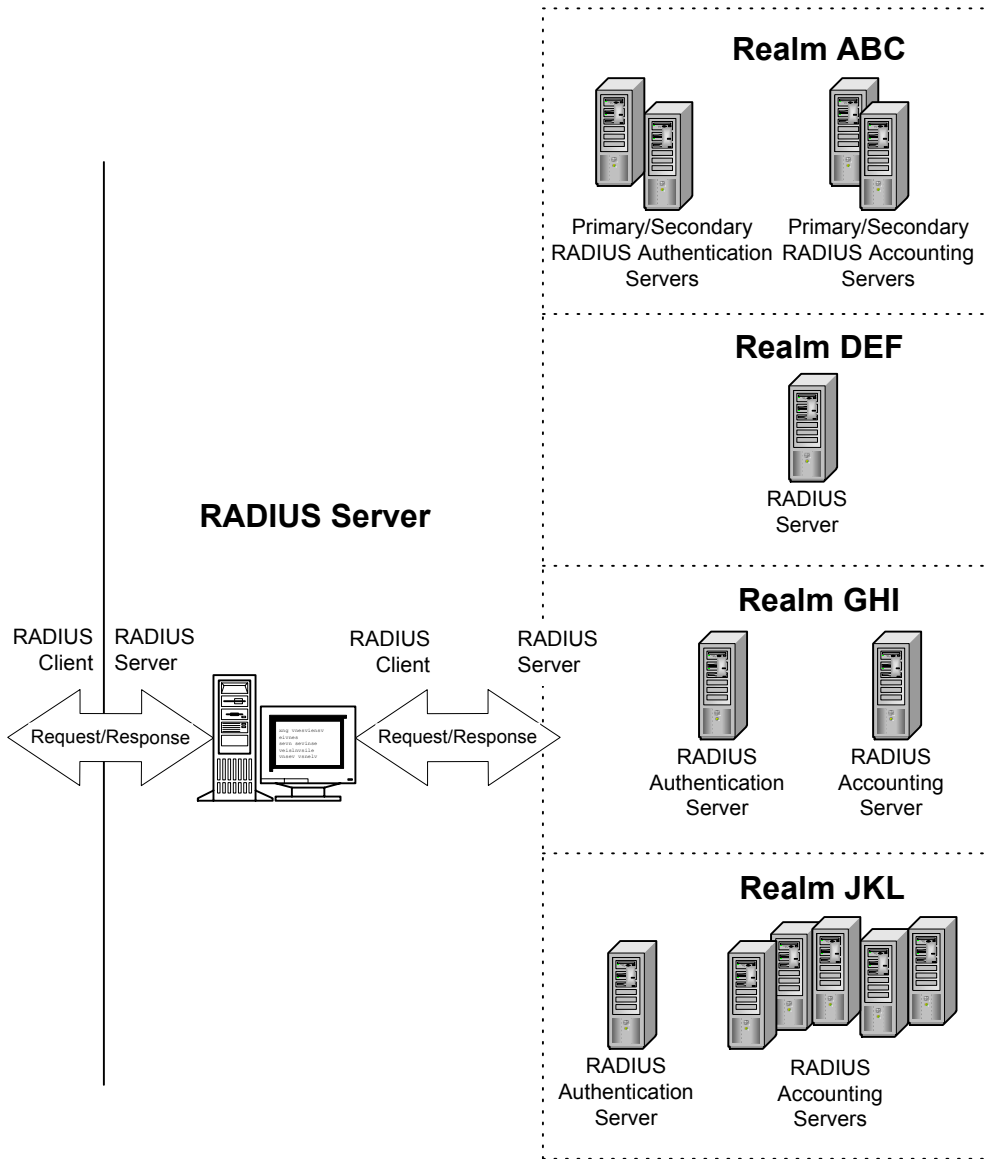 Realm ABC
Primary/Secondary
RADIUS Authentication
Servers
Primary/Secondary
RADIUS Accounting
Servers
Realm DEF
RADIUS
Server
RADIUS Server
Realm GHI
RADIUS
Client
RADIUS
Server
RADIUS
Client
RADIUS
Server
Request/Response
Request/Response
RADIUS
Authentication
Server
RADIUS
Accounting
Server
Realm JKL
RADIUS
Authentication
Server
RADIUS
Accounting
Servers